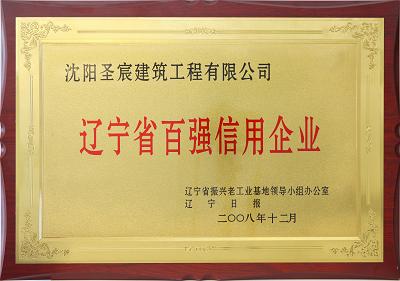 沈阳圣宸建筑工程有限公司
辽宁省百强信用企业
辽宁省振兴老工业基地领导小组办公室
辽宁日报
二〇〇八年十二月